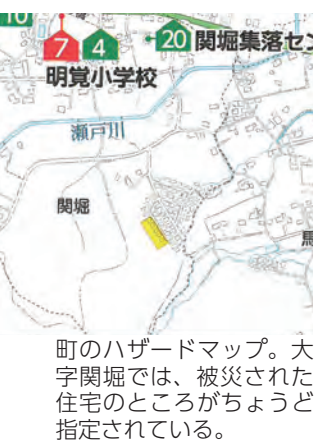 10
7 4
20 関堀集落セン
明覚小学校
瀬戸川
関堀
馬
町のハザードマップ。大
字関堀では、被災された
住宅のところがちょうど
指定されている。